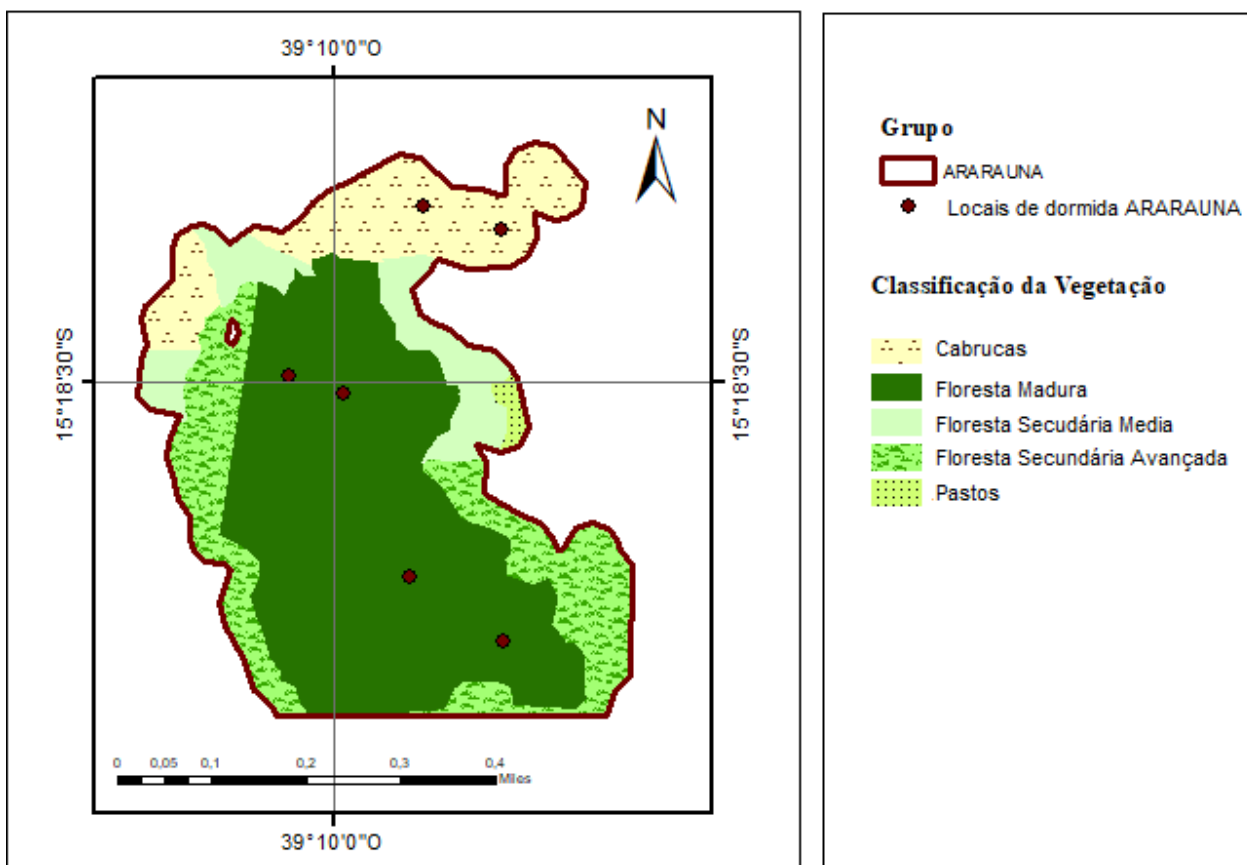 39°10'0"O
N
15°18'30"S
15°18'30"S
0 0,05 0,1 0,2 0,3 0,4
Miles
39°10'0"O
Grupo
ARARAUNA
Locais de dormida ARARAUNA
Classificação da Vegetação
Cabrucas
Floresta Madura
Floresta Secudária Media
Floresta Secundária Avançada
Pastos